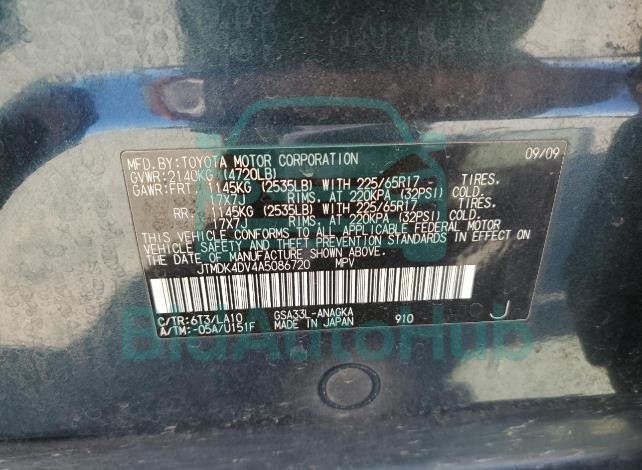 MFD. BY: TOYOTA MOTOR CORPORATION 09/09
GVWR: 2140KG (4720LB)
GAWR: FRT. 1145KG (2535LB) WITH 225/65R17 TIRES.
17X7J RIMS. AT 220KPA (32PSI) COLD.
RR. 1145KG (2535LB) WITH 225/65R17 TIRES.
17X7J RIMS. AT 220KPA (32PSI) COLD.
THIS VEHICLE CONFORMS TO ALL APPLICABLE FEDERAL MOTOR
VEHICLE SAFETY AND THEFT PREVENTION STANDARDS IN EFFECT ON
THE DATE OF MANUFACTURE SHOWN ABOVE.
JTMDK4DV4A5086720 MPV
C/TR: 6T3/LA10 GSA33L-ANAGKA J
A/TM: -05A/U151F MADE IN JAPAN 910
BidAutoHub